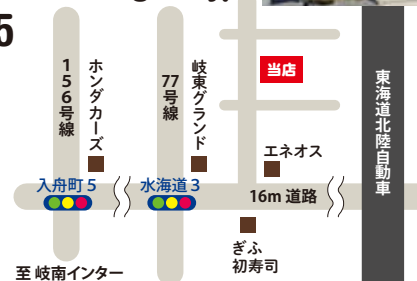 5
156号線
ホンダカーズ
77号線
岐東グランド
当店
東海道北陸自動車
エネオス
入舟町 5
水海道 3
16m 道路
ぎふ
初寿司
至 岐南インター